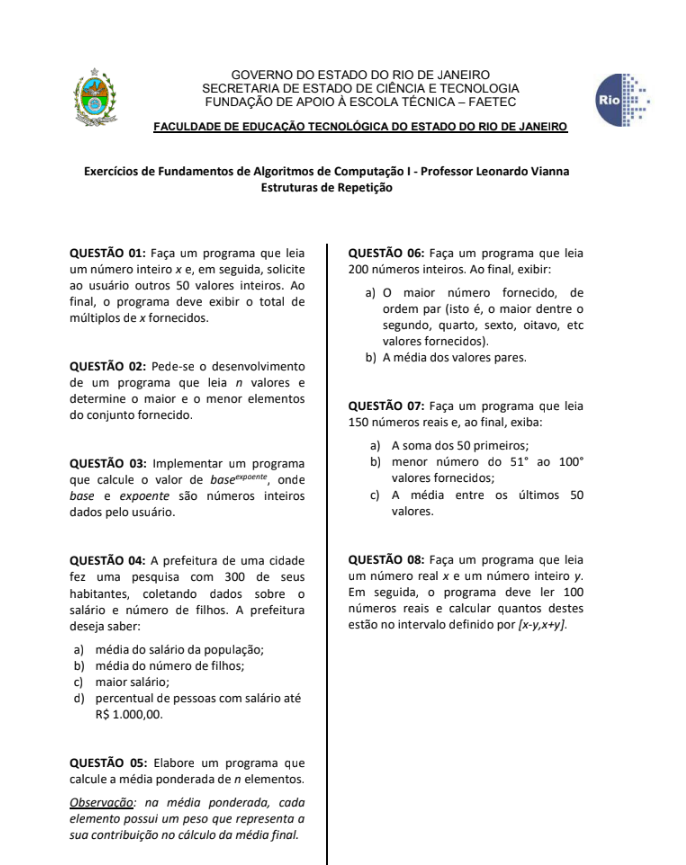 GOVERNO DO ESTADO DO RIO DE JANEIRO
SECRETARIA DE ESTADO DE CIÊNCIA E TECNOLOGIA
FUNDAÇÃO DE APOIO À ESCOLA TÉCNICA – FAETEC
Rio
FACULDADE DE EDUCAÇÃO TECNOLÓGICA DO ESTADO DO RIO DE JANEIRO
Exercícios de Fundamentos de Algoritmos de Computação I - Professor Leonardo Vianna
Estruturas de Repetição
QUESTÃO 01: Faça um programa que leia
um número inteiro x e, em seguida, solicite
ao usuário outros 50 valores inteiros. Ao
final, o programa deve exibir o total de
múltiplos de x fornecidos.
QUESTÃO 02: Pede-se o desenvolvimento
de um programa que leia n valores e
determine o maior e o menor elementos
do conjunto fornecido.
QUESTÃO 03: Implementar um programa
que calcule o valor de base^expoente, onde
base e expoente são números inteiros
dados pelo usuário.
QUESTÃO 04: A prefeitura de uma cidade
fez uma pesquisa com 300 de seus
habitantes, coletando dados sobre o
salário e número de filhos. A prefeitura
deseja saber:
a) média do salário da população;
b) média do número de filhos;
c) maior salário;
d) percentual de pessoas com salário até
R$ 1.000,00.
QUESTÃO 05: Elabore um programa que
calcule a média ponderada de n elementos.
Observação: na média ponderada, cada
elemento possui um peso que representa a
sua contribuição no cálculo da média final.
QUESTÃO 06: Faça um programa que leia
200 números inteiros. Ao final, exibir:
a) O maior número fornecido, de
ordem par (isto é, o maior dentre o
segundo, quarto, sexto, oitavo, etc
valores fornecidos).
b) A média dos valores pares.
QUESTÃO 07: Faça um programa que leia
150 números reais e, ao final, exiba:
a) A soma dos 50 primeiros;
b) menor número do 51° ao 100°
valores fornecidos;
c) A média entre os últimos 50
valores.
QUESTÃO 08: Faça um programa que leia
um número real x e um número inteiro y.
Em seguida, o programa deve ler 100
números reais e calcular quantos destes
estão no intervalo definido por [x-y,x+y].